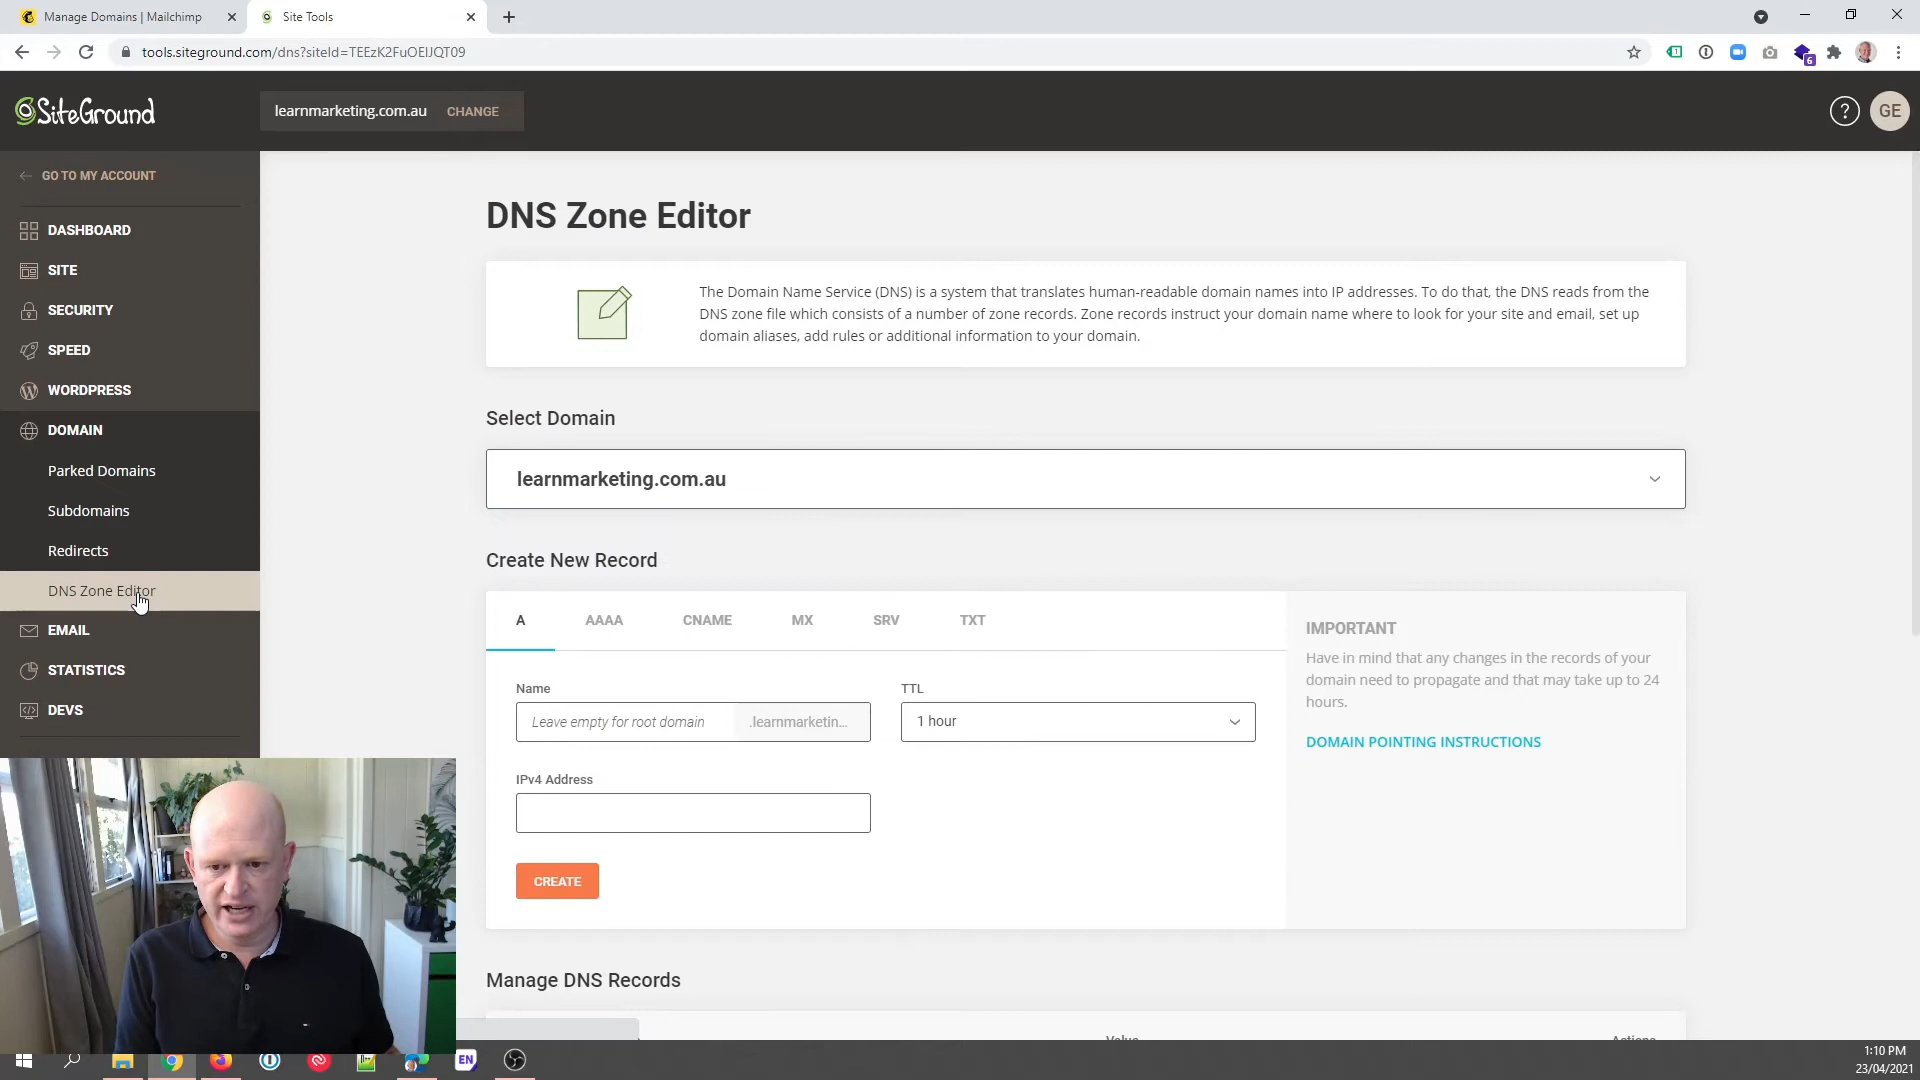 Manage Domains | Mailchimp
Site Tools
tools.siteground.com/dns?siteId=TEEzK2FuOEIJQT09
6
SiteGround
learnmarketing.com.au CHANGE
?
GE
GO TO MY ACCOUNT
DASHBOARD
SITE
SECURITY
SPEED
WORDPRESS
DOMAIN
Parked Domains
Subdomains
Redirects
DNS Zone Editor
EMAIL
STATISTICS
DEVS
DNS Zone Editor
The Domain Name Service (DNS) is a system that translates human-readable domain names into IP addresses. To do that, the DNS reads from the
DNS zone file which consists of a number of zone records. Zone records instruct your domain name where to look for your site and email, set up
domain aliases, add rules or additional information to your domain.
Select Domain
learnmarketing.com.au
Create New Record
A AAAA CNAME MX SRV TXT
Name
Leave empty for root domain .learnmarketin...
TTL
1 hour
IPv4 Address
CREATE
IMPORTANT
Have in mind that any changes in the records of your
domain need to propagate and that may take up to 24
hours.
DOMAIN POINTING INSTRUCTIONS
Manage DNS Records
Value Actions
EN
1:10 PM
23/04/2021